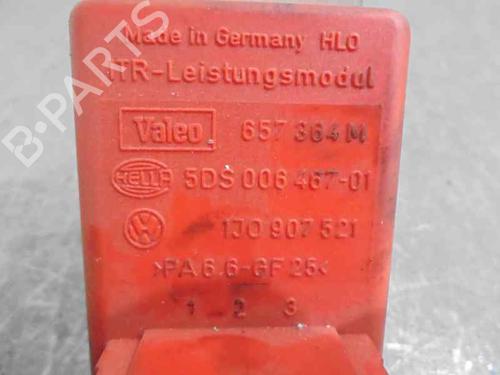 Made in Germany HLO
TR-Leistungsmodul
Valeo 657 364 M
HELLA 5DS 006 467-01
1J0 907 521
>PA 6.6-GF 25<
1 2 3
B-PARTS